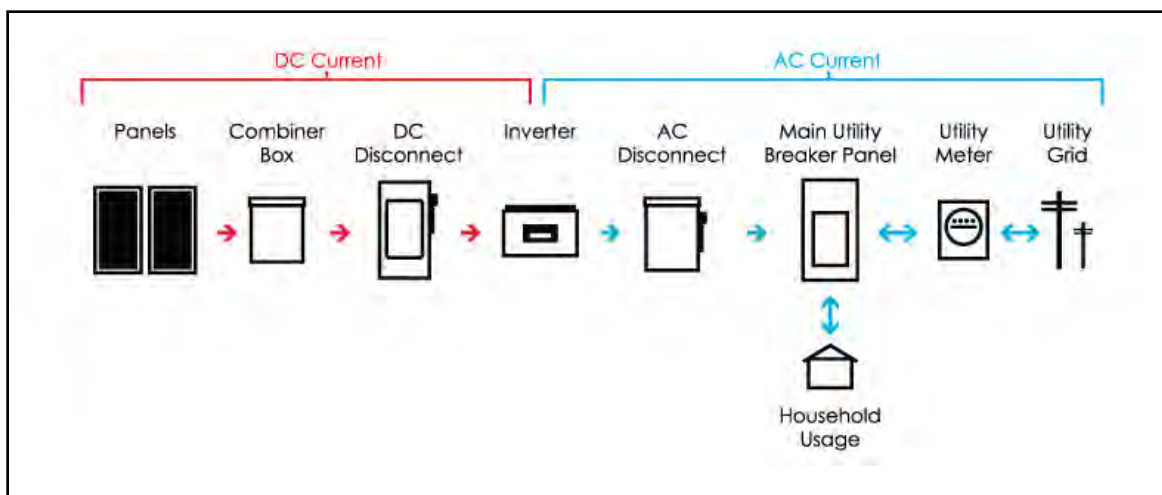 DC Current
AC Current
Panels
Combiner
Box
DC
Disconnect
Inverter
AC
Disconnect
Main Utility
Breaker Panel
Utility
Meter
Utility
Grid
Household
Usage